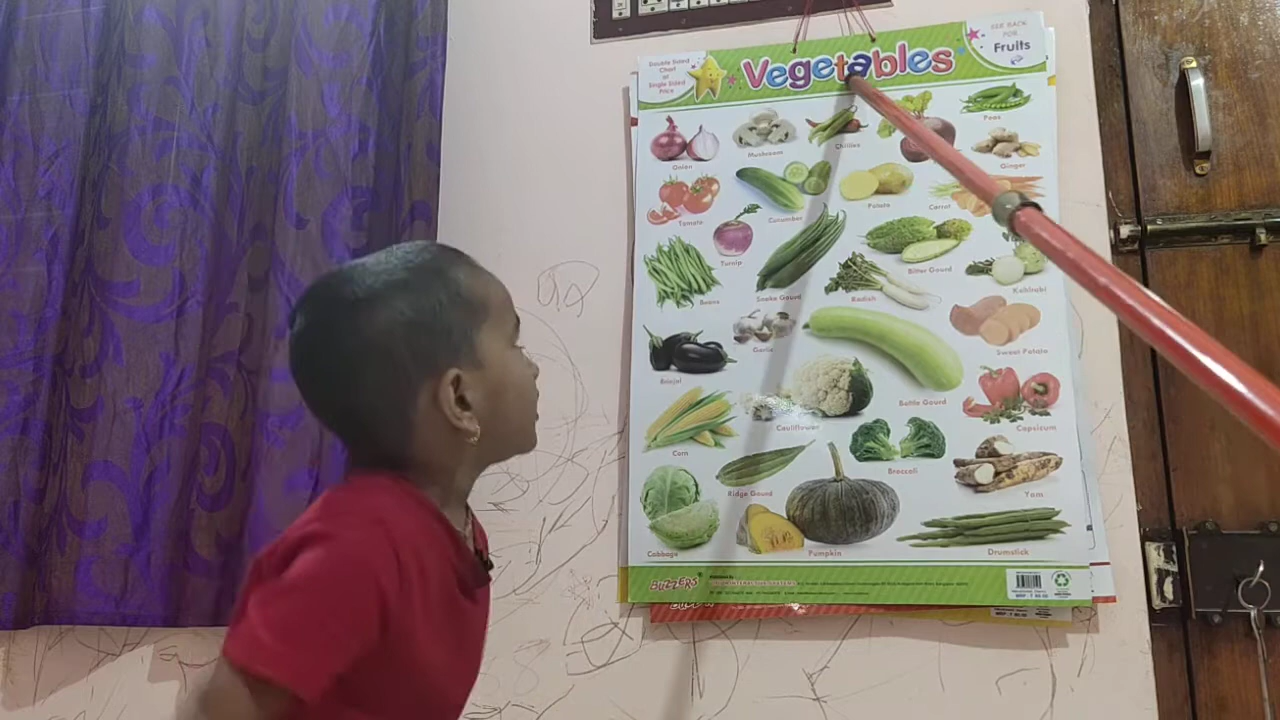 Double Sided
Chart
at
Single Sided
Price
Vegetables
SEE BACK
FOR
Fruits
Onion
Mushroom
Chillies
Peas
Ginger
Tomato
Cucumber
Potato
Carrot
Turnip
Beans
Snake Gourd
Radish
Bitter Gourd
Kohlrabi
Brinjal
Garlic
Bottle Gourd
Sweet Potato
Corn
Cauliflower
Broccoli
Capsicum
Cabbage
Ridge Gourd
Pumpkin
Yam
Drumstick
BUZZERS